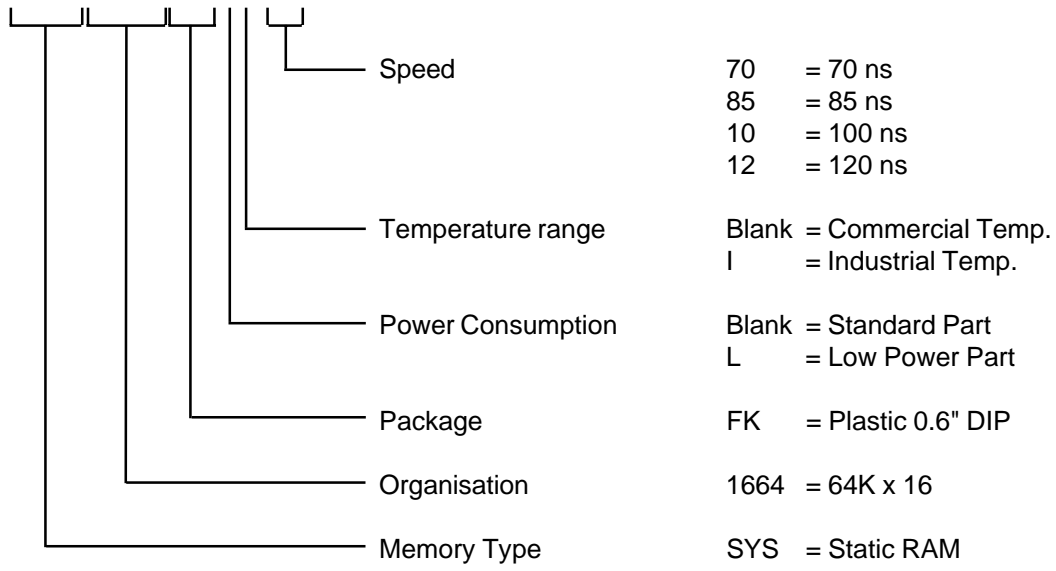 Speed 70 = 70 ns
85 = 85 ns
10 = 100 ns
12 = 120 ns
Temperature range Blank = Commercial Temp.
I = Industrial Temp.
Power Consumption Blank = Standard Part
L = Low Power Part
Package FK = Plastic 0.6" DIP
Organisation 1664 = 64K x 16
Memory Type SYS = Static RAM